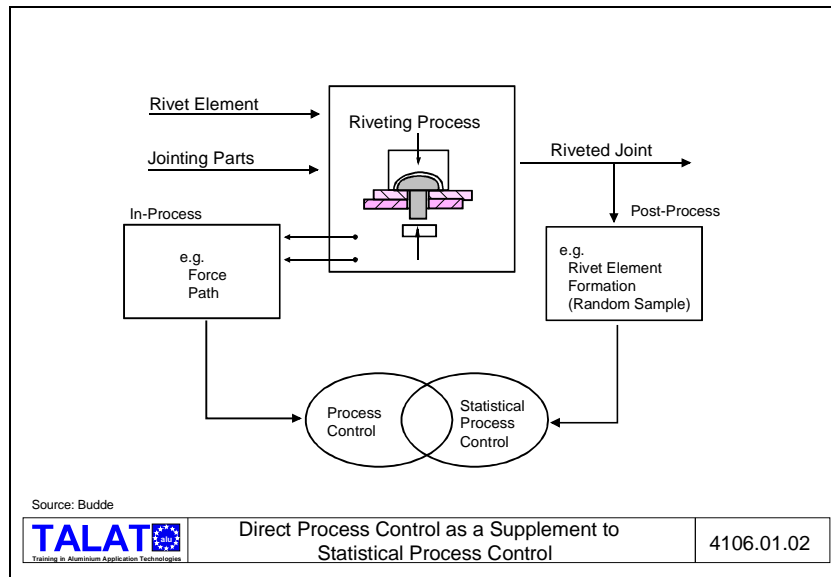 Rivet Element
Riveting Process
Jointing Parts
Riveted Joint
In-Process
Post-Process
e.g.
Force
Path
e.g.
Rivet Element
Formation
(Random Sample)
Process
Control
Statistical
Process
Control
Source: Budde
TALAT
alu
Training in Aluminium Application Technologies
Direct Process Control as a Supplement to
Statistical Process Control
4106.01.02